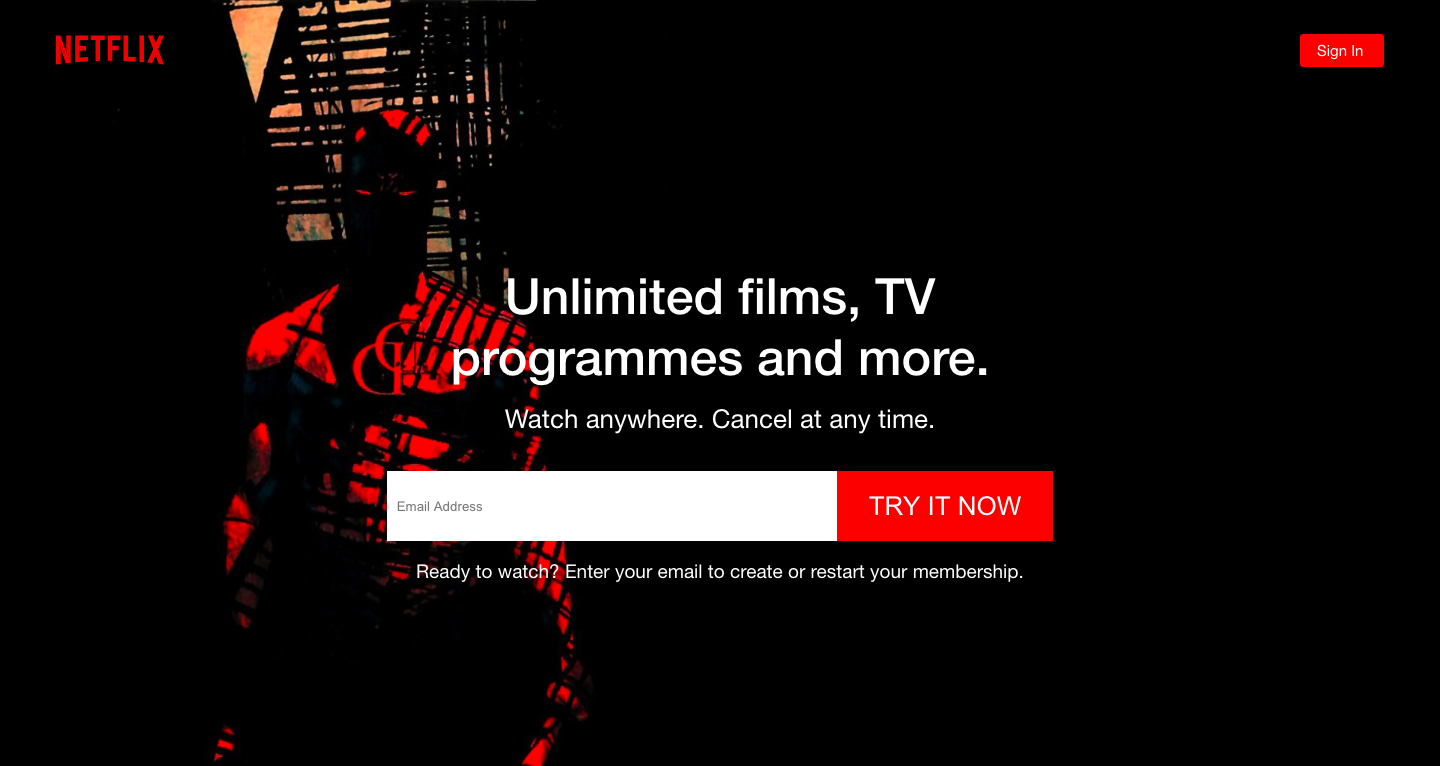 NETFLIX
Sign In
Unlimited films, TV
programmes and more.
Watch anywhere. Cancel at any time.
Email Address
TRY IT NOW
Ready to watch? Enter your email to create or restart your membership.